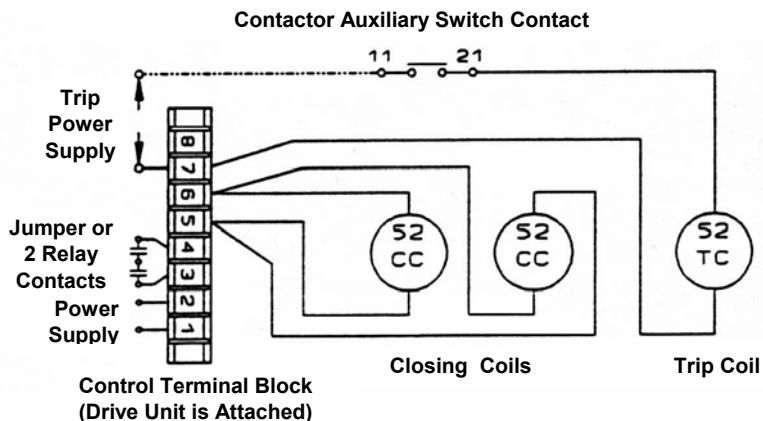 Contactor Auxiliary Switch Contact
11
21
Trip
Power
Supply
8
7
6
5
4
3
2
1
Jumper or
2 Relay
Contacts
Power
Supply
52
CC
52
CC
52
TC
Closing Coils
Trip Coil
Control Terminal Block
(Drive Unit is Attached)